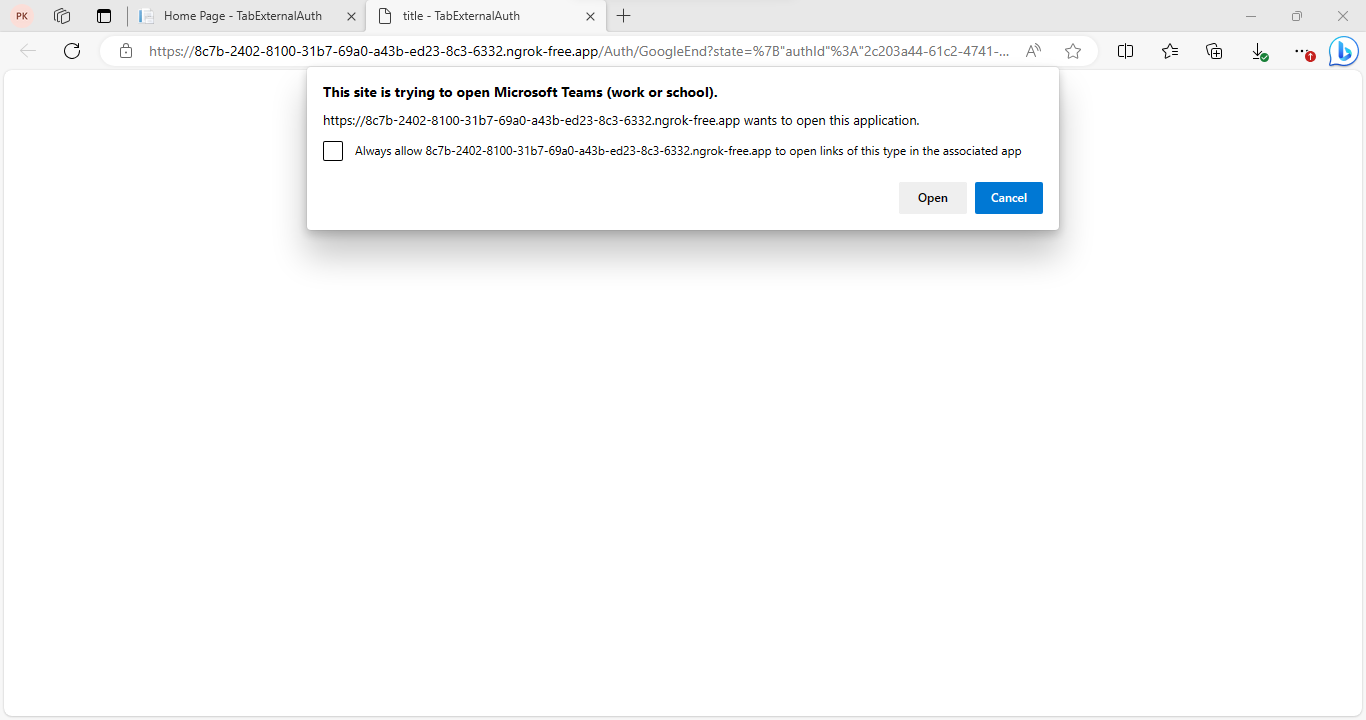 PK
Home Page - TabExternalAuth
title - TabExternalAuth
https://8c7b-2402-8100-31b7-69a0-a43b-ed23-8c3-6332.ngrok-free.app/Auth/GoogleEnd?state=%7B"authId"%3A"2c203a44-61c2-4741-...
This site is trying to open Microsoft Teams (work or school).
https://8c7b-2402-8100-31b7-69a0-a43b-ed23-8c3-6332.ngrok-free.app wants to open this application.
Always allow 8c7b-2402-8100-31b7-69a0-a43b-ed23-8c3-6332.ngrok-free.app to open links of this type in the associated app
Open
Cancel